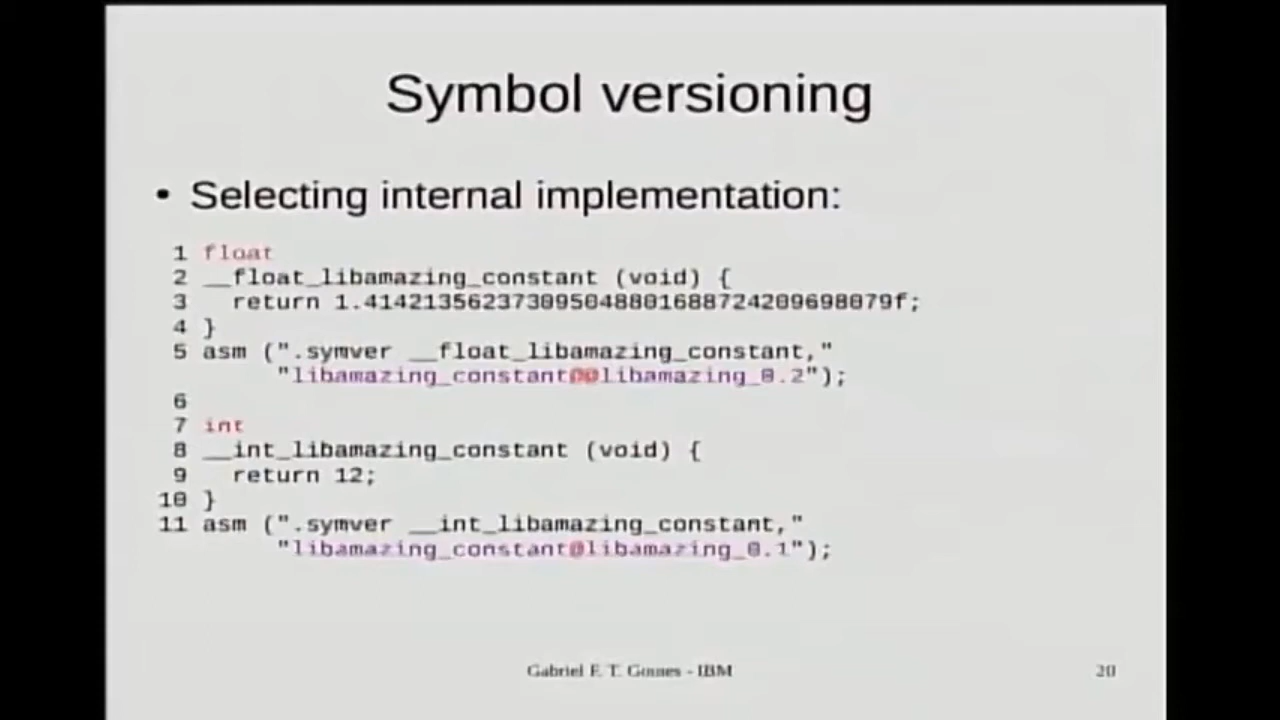 Symbol versioning
• Selecting internal implementation:
1 float
2 __float_libamazing_constant (void) {
3   return 1.41421356237309504880168872420969​8079f;
4 }
5 asm (".symver __float_libamazing_constant,"
"libamazing_constant@@libamazing_0.2");
6
7 int
8 __int_libamazing_constant (void) {
9   return 12;
10 }
11 asm (".symver __int_libamazing_constant,"
"libamazing_constant@libamazing_0.1");
Gabriel F. T. Gomes - IBM
20